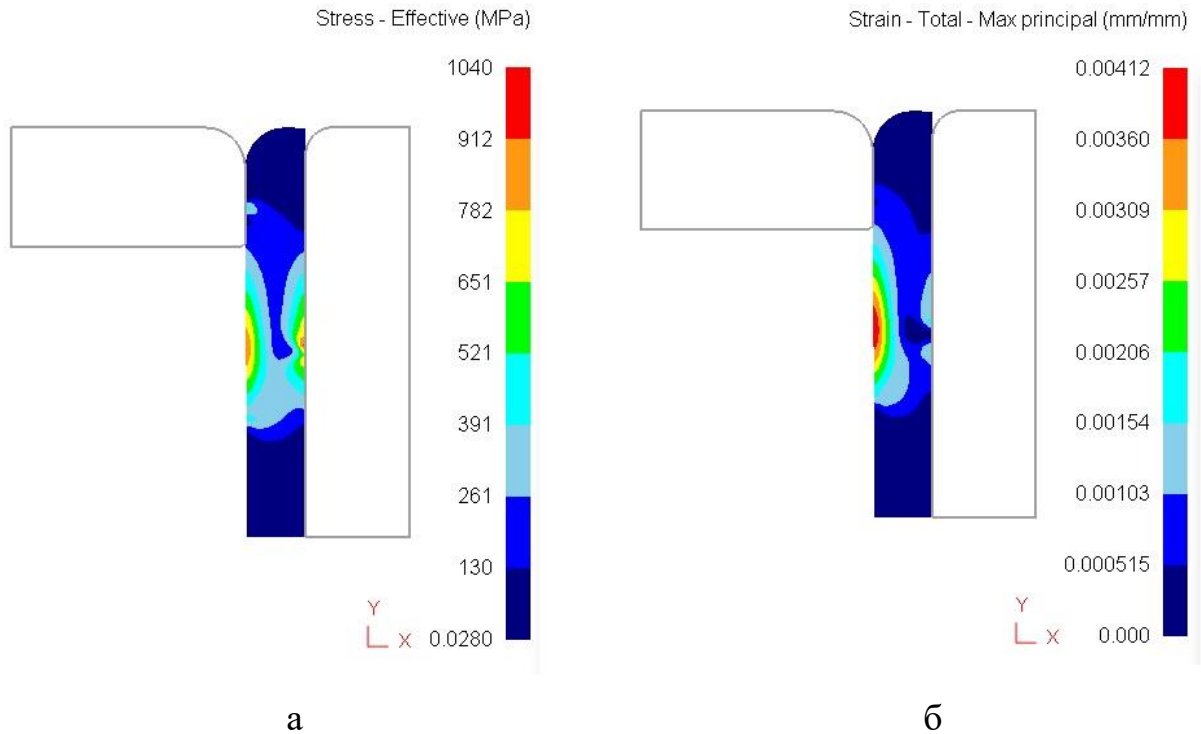 Stress - Effective (MPa)
1040
912
782
651
521
391
261
130
0.0280
Y
X
а
Strain - Total - Max principal (mm/mm)
0.00412
0.00360
0.00309
0.00257
0.00206
0.00154
0.00103
0.000515
0.000
Y
X
б